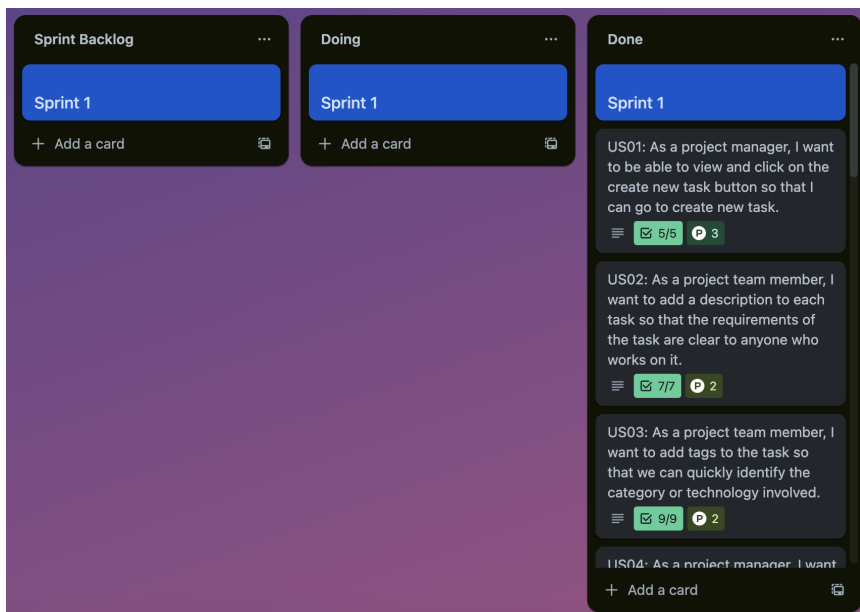 Sprint Backlog
Sprint 1
Add a card
Doing
Sprint 1
Add a card
Done
Sprint 1
US01: As a project manager, I want
to be able to view and click on the
create new task button so that I
can go to create new task.
5/5 P 3
US02: As a project team member, I
want to add a description to each
task so that the requirements of
the task are clear to anyone who
works on it.
7/7 P 2
US03: As a project team member, I
want to add tags to the task so
that we can quickly identify the
category or technology involved.
9/9 P 2
US04: As a project manager, I want
Add a card